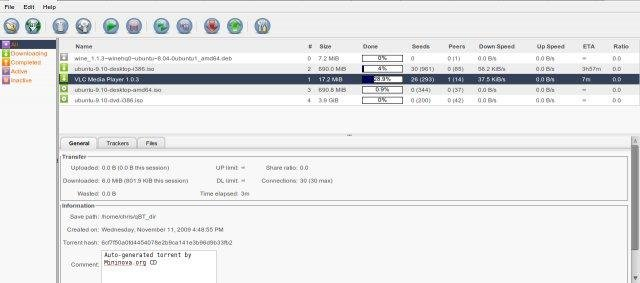 File Edit Help
All
Downloading
Completed
Active
Inactive
Name # Size Done Seeds Peers Down Speed Up Speed ETA Ratio
wine_1.1.3~winehq0~ubuntu~8.04-0ubuntu1_amd64.deb 0 7.2 MiB 0% 0 0 (1) 0.0 B/s 0.0 B/s ∞ 0.0
ubuntu-9.10-desktop-i386.iso 2 690.0 MiB 4% 30 (961) 6 (85) 56.2 KiB/s 0.0 B/s 3h57m 0.0
VLC Media Player 1.0.3 1 17.2 MiB 26 (293) 1 (14) 37.5 KiB/s 0.0 B/s 7m 0.0
ubuntu-9.10-desktop-amd64.iso 3 690.8 MiB 0.9% 0 (344) 0 (37) 0.0 B/s 0.0 B/s ∞ 0.0
ubuntu-9.10-dvd-i386.iso 4 3.9 GiB 0% 0 (200) 0 (42) 0.0 B/s 0.0 B/s ∞ 0.0
General Trackers Files
Transfer
Uploaded: 0.0 B (0.0 B this session) UP limit: ∞ Share ratio: 0.0
Downloaded: 6.0 MiB (801.9 KiB this session) DL limit: ∞ Connections: 30 (30 max)
Wasted: 0.0 B Time elapsed: 3m
Information
Save path: /home/chris/qBT_dir
Created on: Wednesday, November 11, 2009 4:48:55 PM
Torrent hash: 6cf7f50a0fd4454078e2b9ca141e3b96d9b33fb2
Comment: Auto-generated torrent by
Mininova.org CD